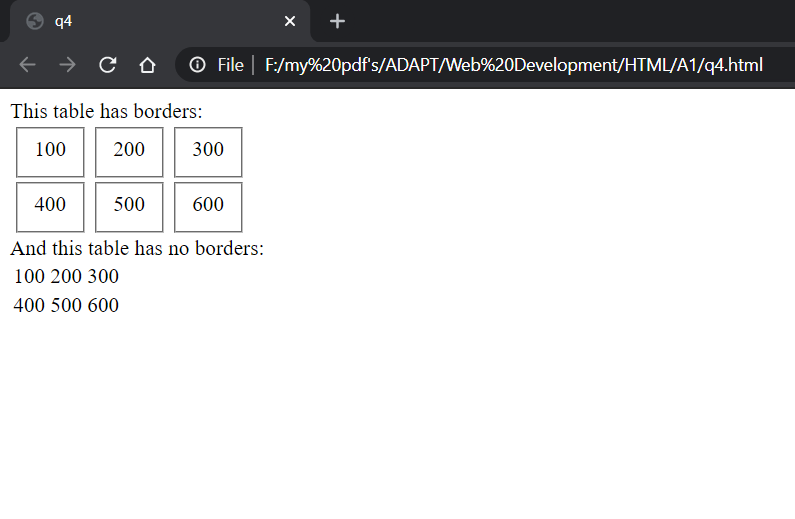 q4
File | F:/my%20pdf's/ADAPT/Web%20Development/HTML/A1/q4.html
This table has borders:
100 200 300
400 500 600
And this table has no borders:
100 200 300
400 500 600